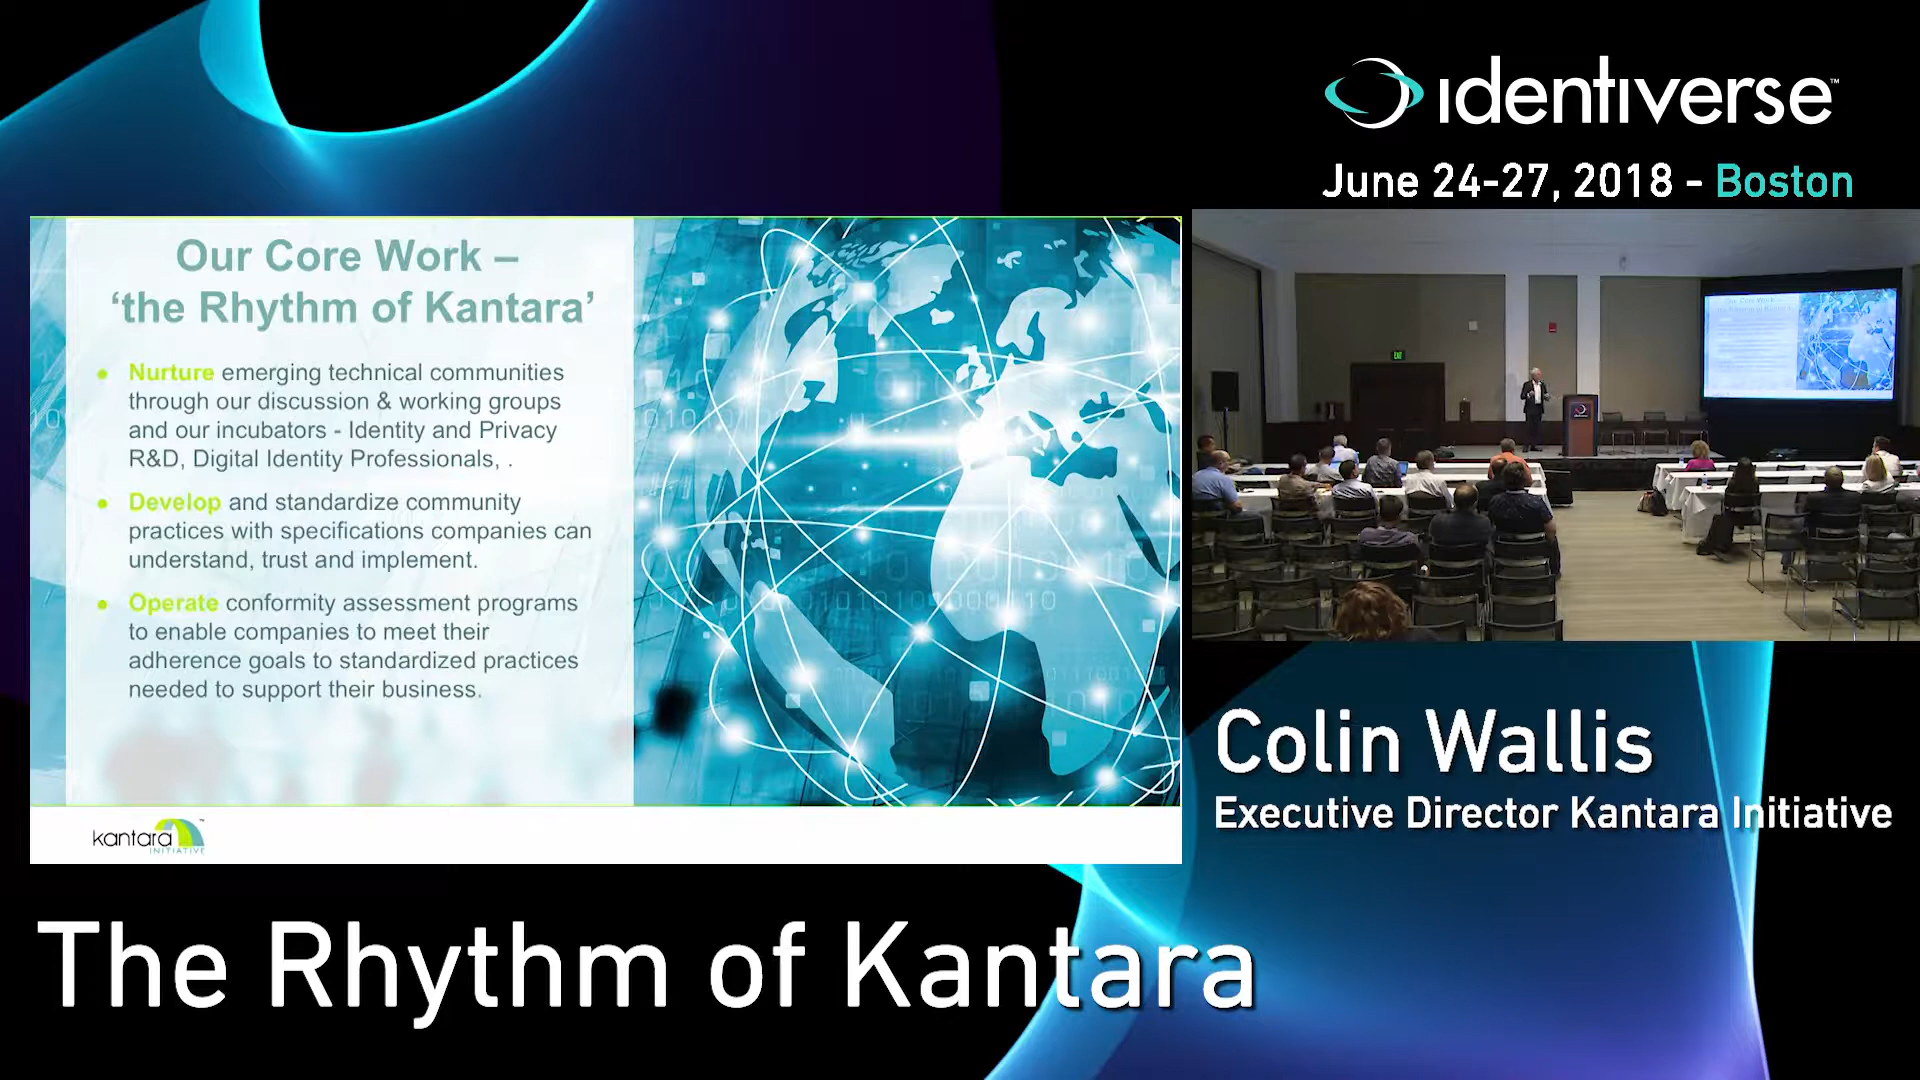 identiverse™
June 24-27, 2018 - Boston
Our Core Work –
‘the Rhythm of Kantara’
● Nurture emerging technical communities
through our discussion & working groups
and our incubators - Identity and Privacy
R&D, Digital Identity Professionals, .
● Develop and standardize community
practices with specifications companies can
understand, trust and implement.
● Operate conformity assessment programs
to enable companies to meet their
adherence goals to standardized practices
needed to support their business.
kantara™
INITIATIVE
EXIT
Colin Wallis
Executive Director Kantara Initiative
The Rhythm of Kantara